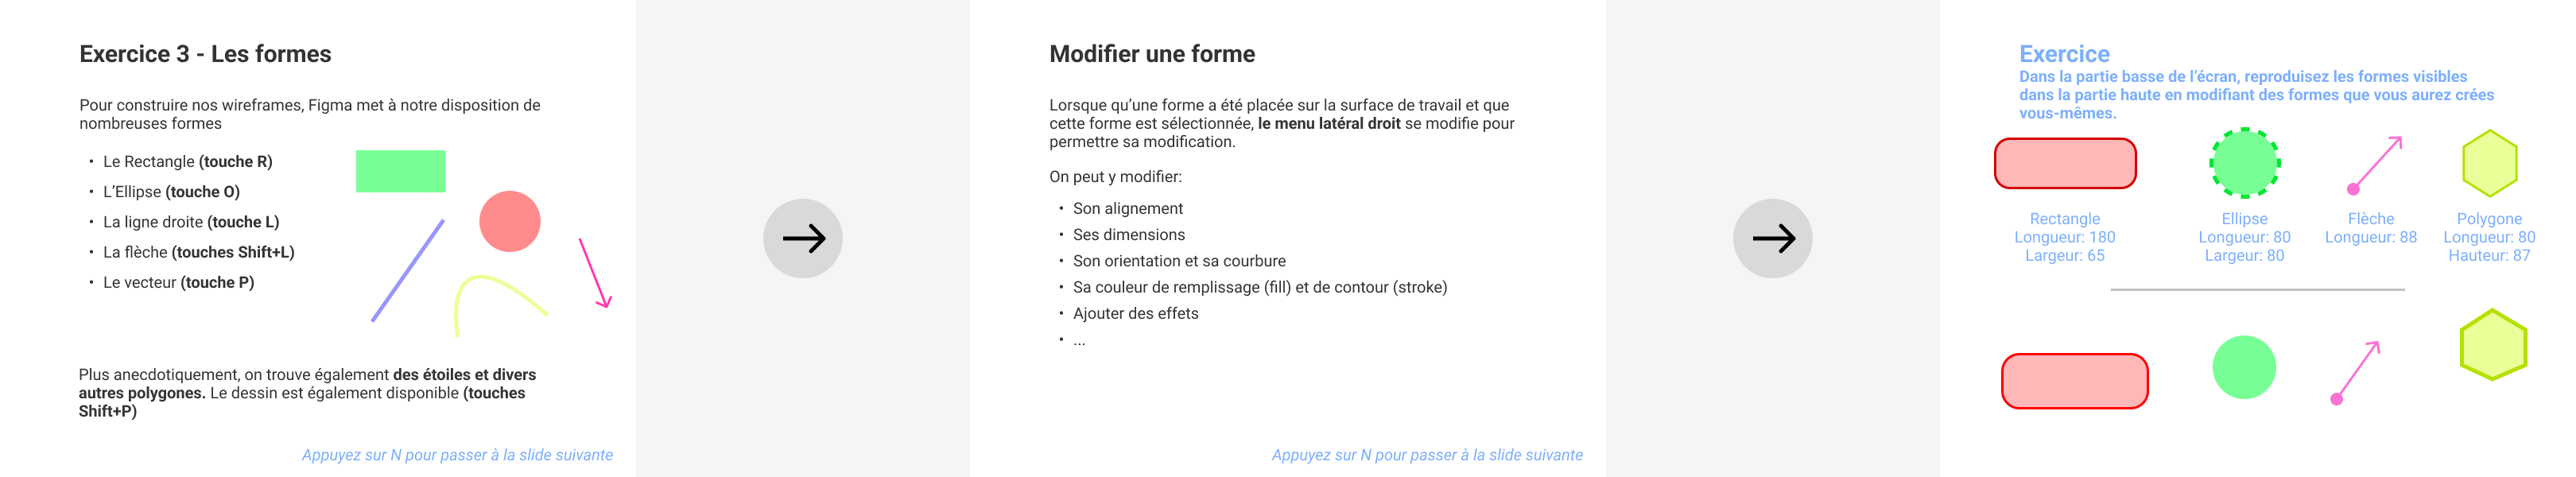 Exercice 3 - Les formes
Pour construire nos wireframes, Figma met à notre disposition de
nombreuses formes
• Le Rectangle (touche R)
• L'Ellipse (touche O)
• La ligne droite (touche L)
• La flèche (touches Shift+L)
• Le vecteur (touche P)
Plus anecdotiquement, on trouve également des étoiles et divers
autres polygones. Le dessin est également disponible (touches
Shift+P)
Appuyez sur N pour passer à la slide suivante
Modifier une forme
Lorsque qu'une forme a été placée sur la surface de travail et que
cette forme est sélectionnée, le menu latéral droit se modifie pour
permettre sa modification.
On peut y modifier:
• Son alignement
• Ses dimensions
• Son orientation et sa courbure
• Sa couleur de remplissage (fill) et de contour (stroke)
• Ajouter des effets
• ...
Appuyez sur N pour passer à la slide suivante
Exercice
Dans la partie basse de l'écran, reproduisez les formes visibles
dans la partie haute en modifiant des formes que vous aurez crées
vous-mêmes.
Rectangle
Longueur: 180
Largeur: 65
Ellipse
Longueur: 80
Largeur: 80
Flèche
Longueur: 88
Polygone
Longueur: 80
Hauteur: 87